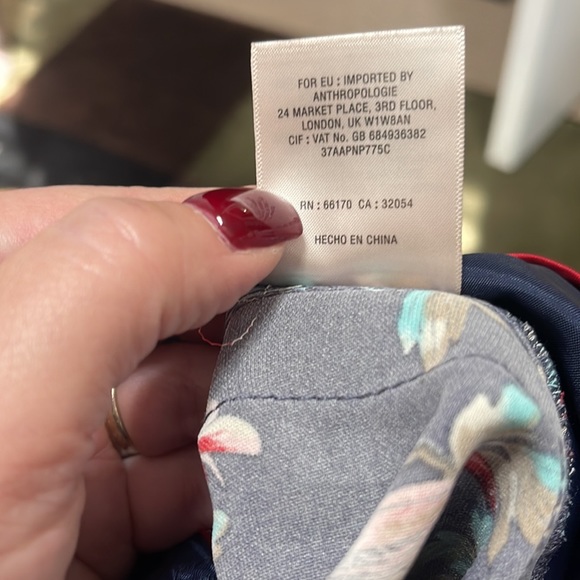 FOR EU : IMPORTED BY
ANTHROPOLOGIE
24 MARKET PLACE, 3RD FLOOR,
LONDON, UK W1W8AN
CIF : VAT No. GB 684936382
37AAPNP775C
RN : 66170 CA : 32054
HECHO EN CHINA